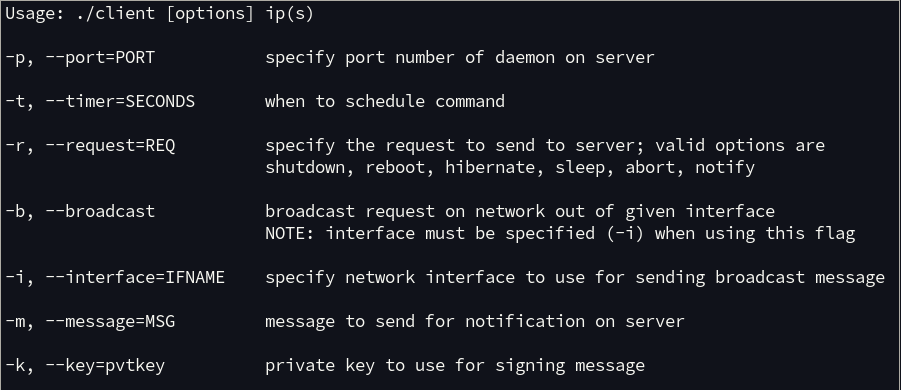 Usage: ./client [options] ip(s)
-p, --port=PORT specify port number of daemon on server
-t, --timer=SECONDS when to schedule command
-r, --request=REQ specify the request to send to server; valid options are
shutdown, reboot, hibernate, sleep, abort, notify
-b, --broadcast broadcast request on network out of given interface
NOTE: interface must be specified (-i) when using this flag
-i, --interface=IFNAME specify network interface to use for sending broadcast message
-m, --message=MSG message to send for notification on server
-k, --key=pvtkey private key to use for signing message